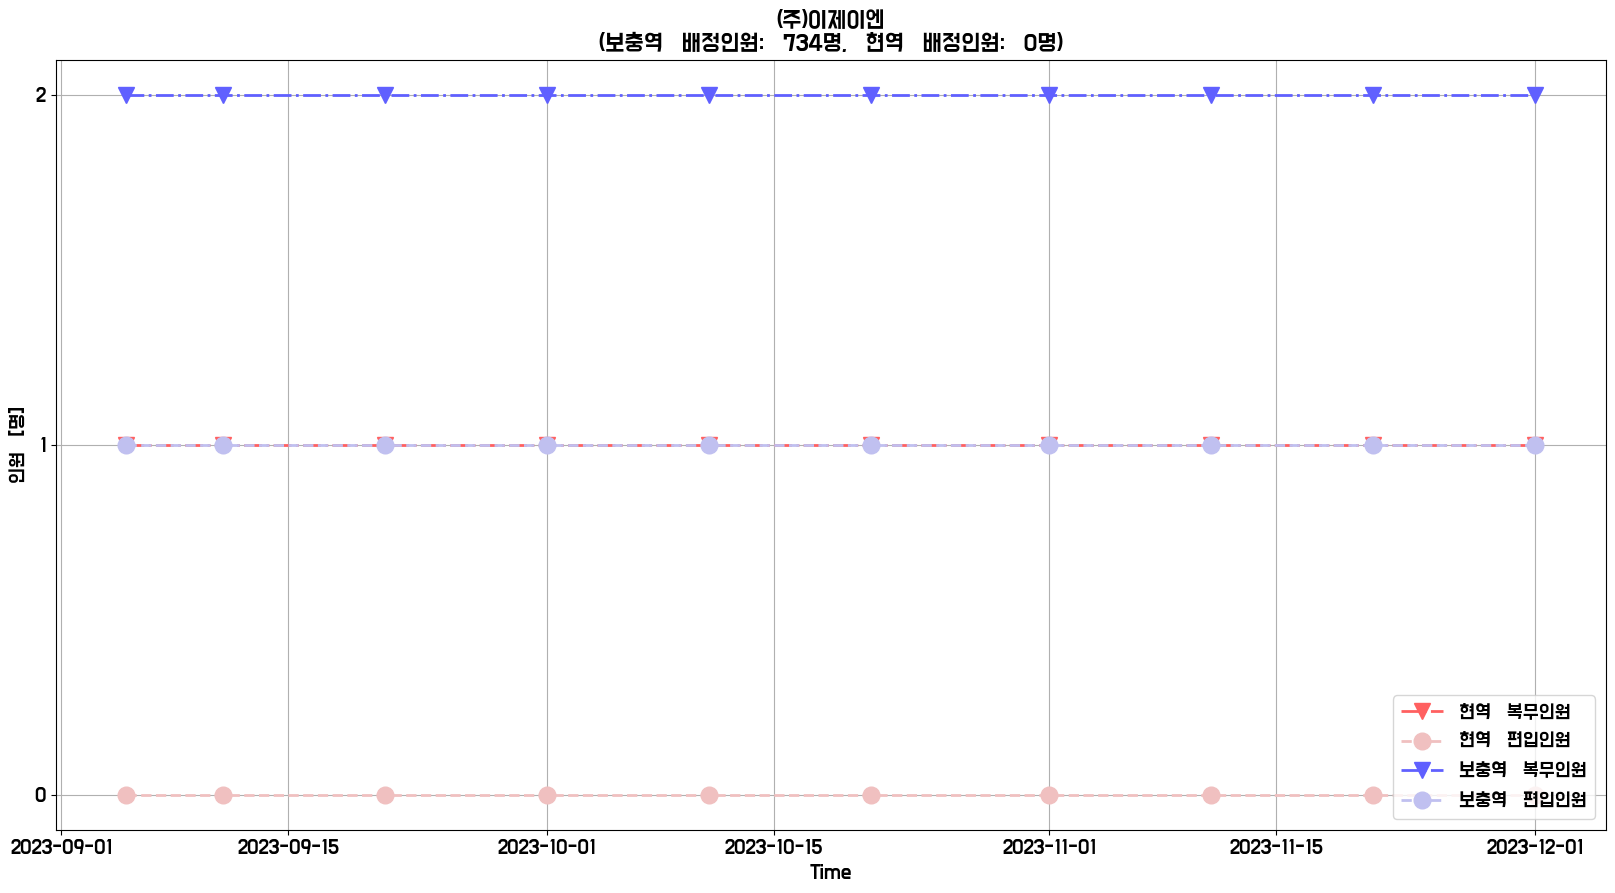 (주)이제이엔
(보충역 배정인원: 734명, 현역 배정인원: 0명)
인원 [명]
2
1
0
현역 복무인원
현역 편입인원
보충역 복무인원
보충역 편입인원
2023-09-01 2023-09-15 2023-10-01 2023-10-15 2023-11-01 2023-11-15 2023-12-01
Time